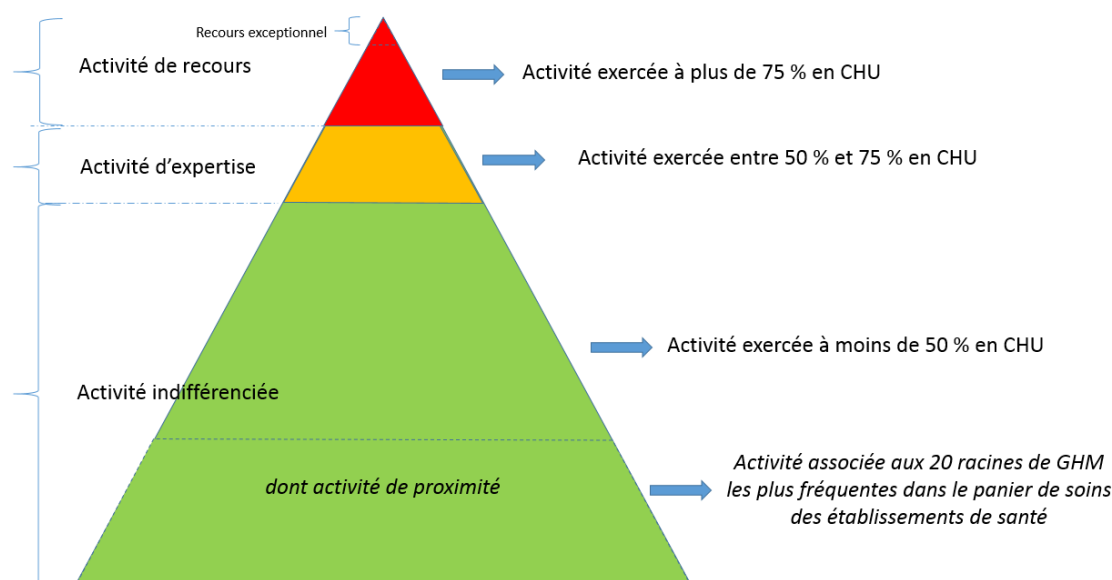 Recours exceptionnel
Activité de recours
Activité exercée à plus de 75 % en CHU
Activité d’expertise
Activité exercée entre 50 % et 75 % en CHU
Activité exercée à moins de 50 % en CHU
Activité indifférenciée
dont activité de proximité
Activité associée aux 20 racines de GHM
les plus fréquentes dans le panier de soins
des établissements de santé